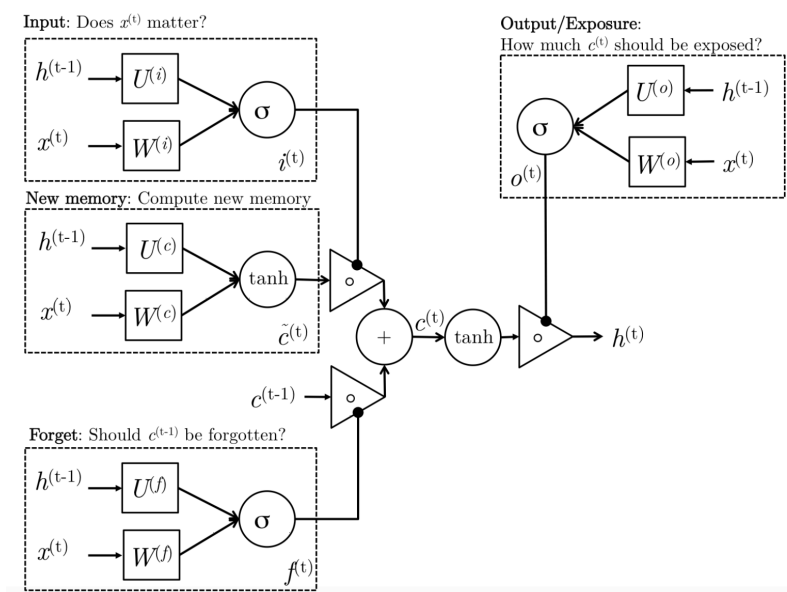 Input: Does x^(t) matter?
h^(t-1)
U^(i)
σ
x^(t)
W^(i)
i^(t)
New memory: Compute new memory
h^(t-1)
U^(c)
tanh
x^(t)
W^(c)
c̃^(t)
∘
+
c^(t)
tanh
∘
h^(t)
c^(t-1)
∘
Forget: Should c^(t-1) be forgotten?
h^(t-1)
U^(f)
σ
x^(t)
W^(f)
f^(t)
Output/Exposure:
How much c^(t) should be exposed?
U^(o)
h^(t-1)
σ
W^(o)
x^(t)
o^(t)